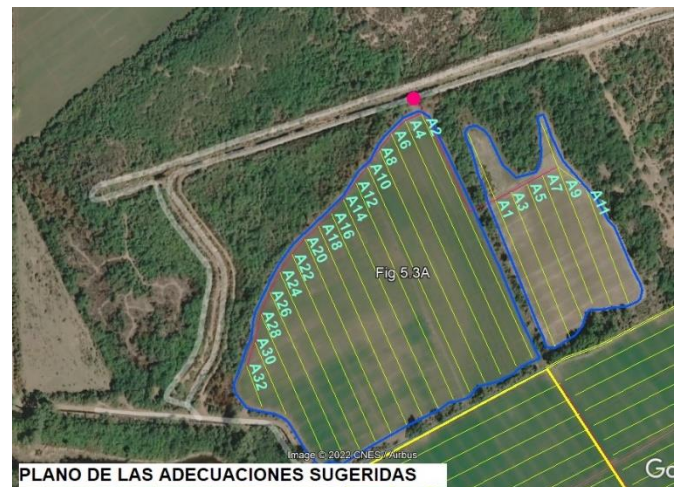 A2
A4
A6
A8
A10
A12
A14
A16
A18
A20
A22
A24
A26
A28
A30
A32
A1
A3
A5
A7
A9
A11
Fig 5.3A
Image © 2022 CNES / Airbus
PLANO DE LAS ADECUACIONES SUGERIDAS
Go